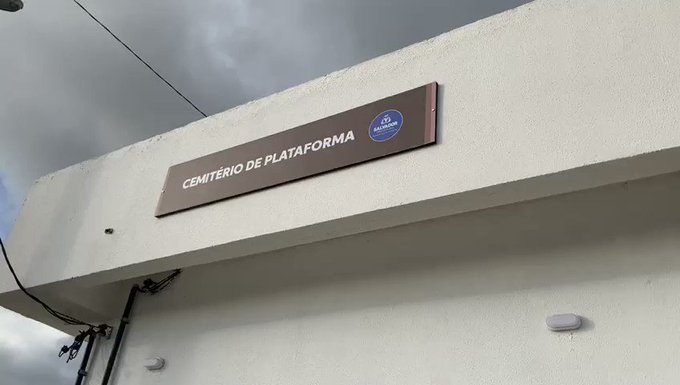 CEMITÉRIO DE PLATAFORMA
SALVADOR